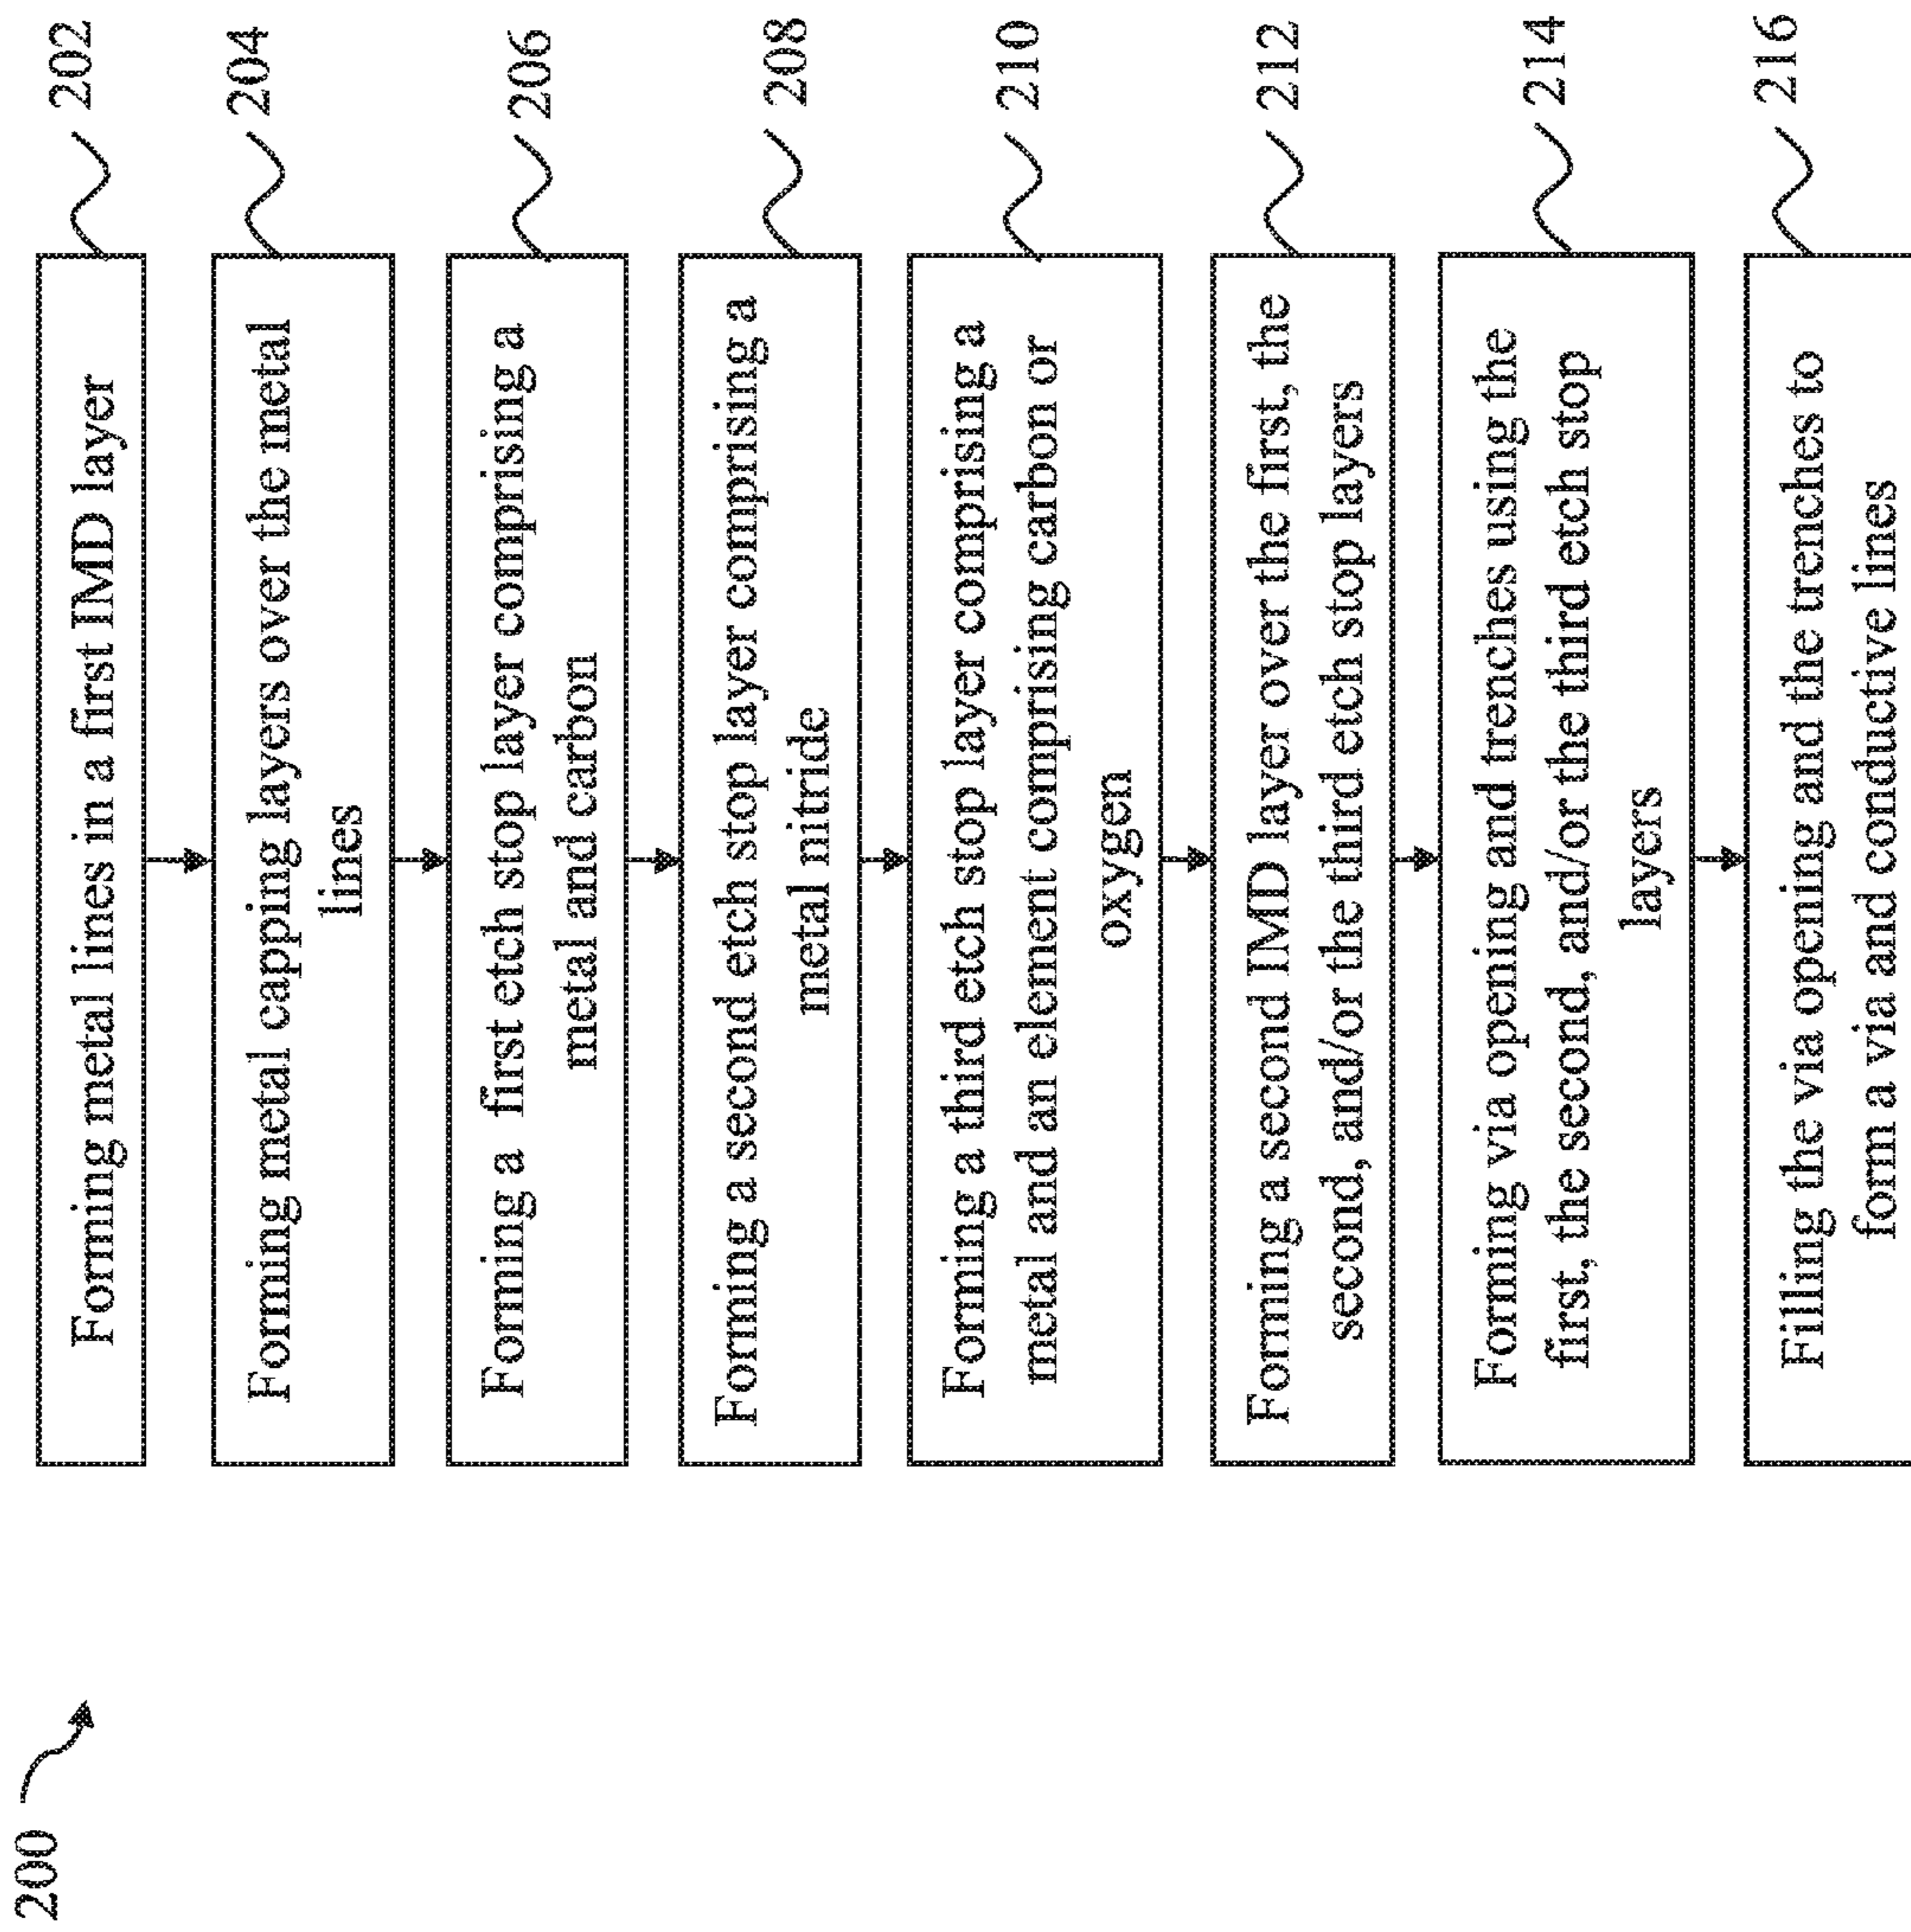 200
Forming metal lines in a first IMD layer
202
Forming metal capping layers over the metal
lines
204
Forming a first etch stop layer comprising a
metal and carbon
206
Forming a second etch stop layer comprising a
metal nitride
208
Forming a third etch stop layer comprising a
metal and an element comprising carbon or
oxygen
210
Forming a second IMD layer over the first, the
second, and/or the third etch stop layers
212
Forming via opening and trenches using the
first, the second, and/or the third etch stop
layers
214
Filling the via opening and the trenches to
form a via and conductive lines
216